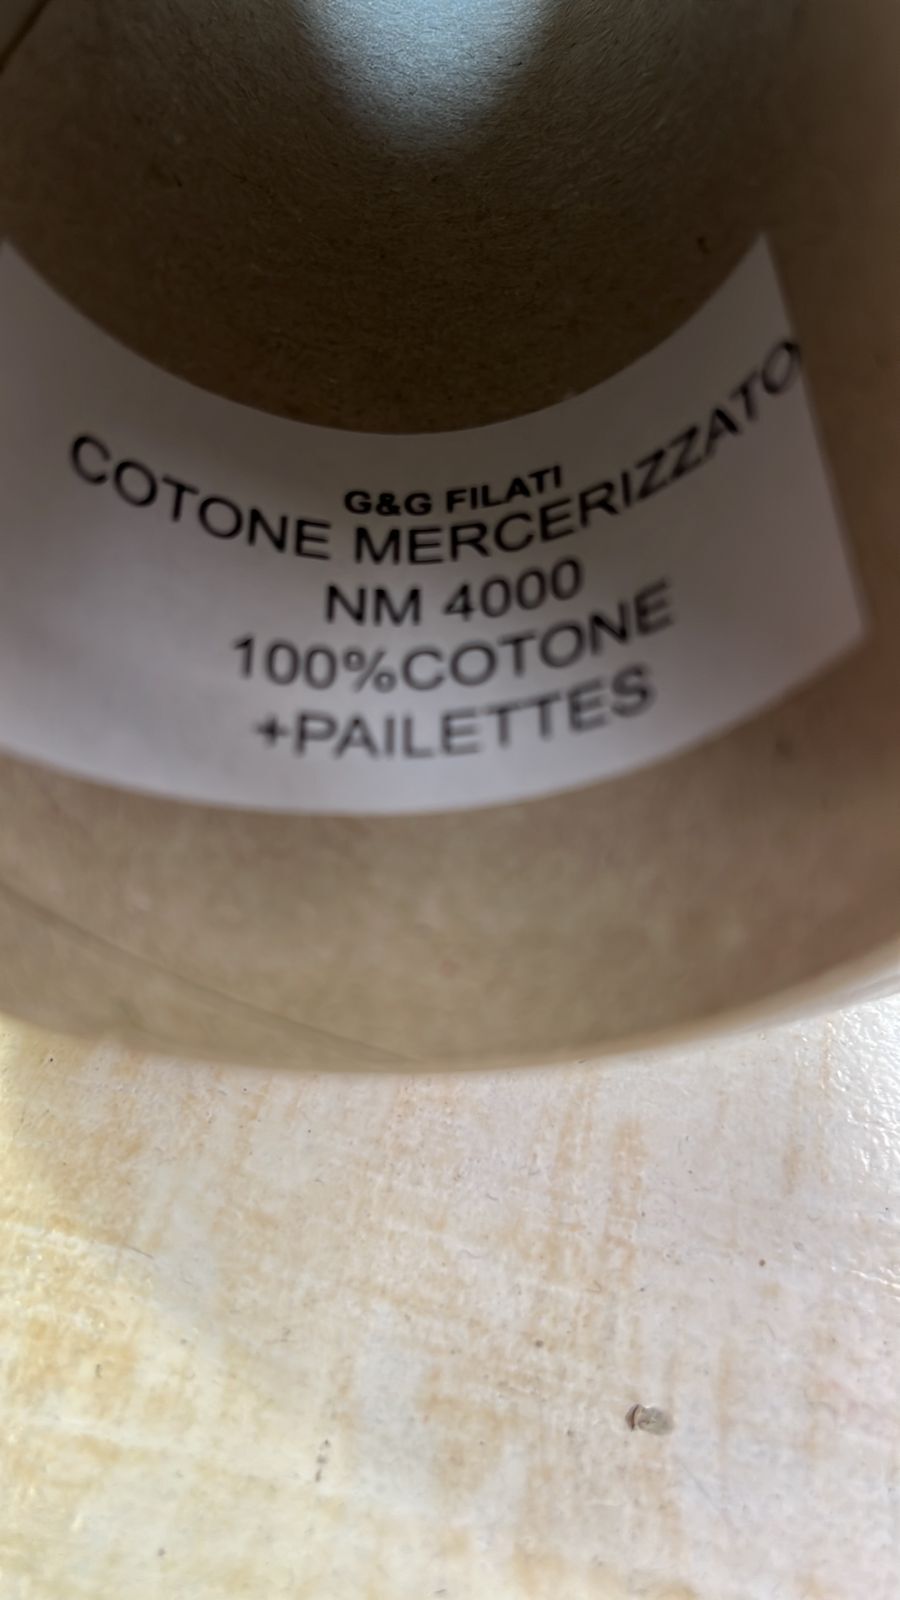 G&G FILATI
COTONE MERCERIZZATO
NM 4000
100%COTONE
+PAILETTES